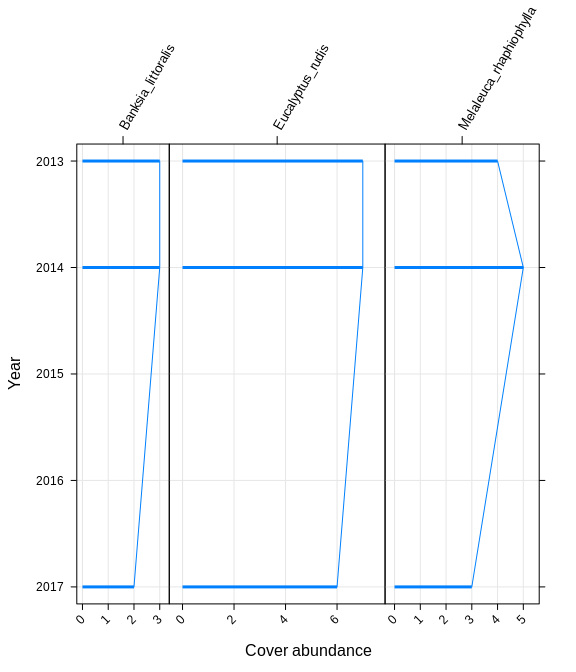 Banksia_littoralis
Eucalyptus_rudis
Melaleuca_rhaphiophylla
2013
2014
2015
2016
2017
Year
0 1 2 3 0 2 4 6 0 1 2 3 4 5
Cover abundance